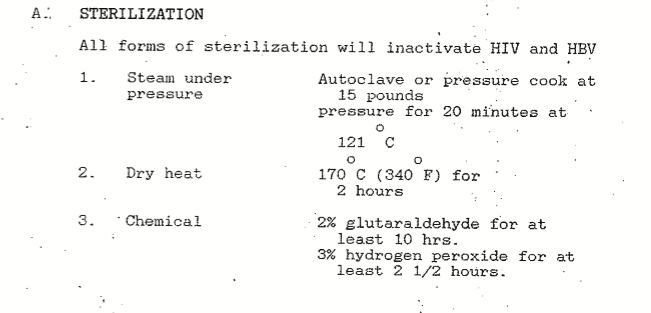 A. STERILIZATION
All forms of sterilization will inactivate HIV and HBV
1. Steam under Autoclave or pressure cook at
pressure 15 pounds
pressure for 20 minutes at
o
121 C
o o
2. Dry heat 170 C (340 F) for
2 hours
3. Chemical 2% glutaraldehyde for at
least 10 hrs.
3% hydrogen peroxide for at
least 2 1/2 hours.